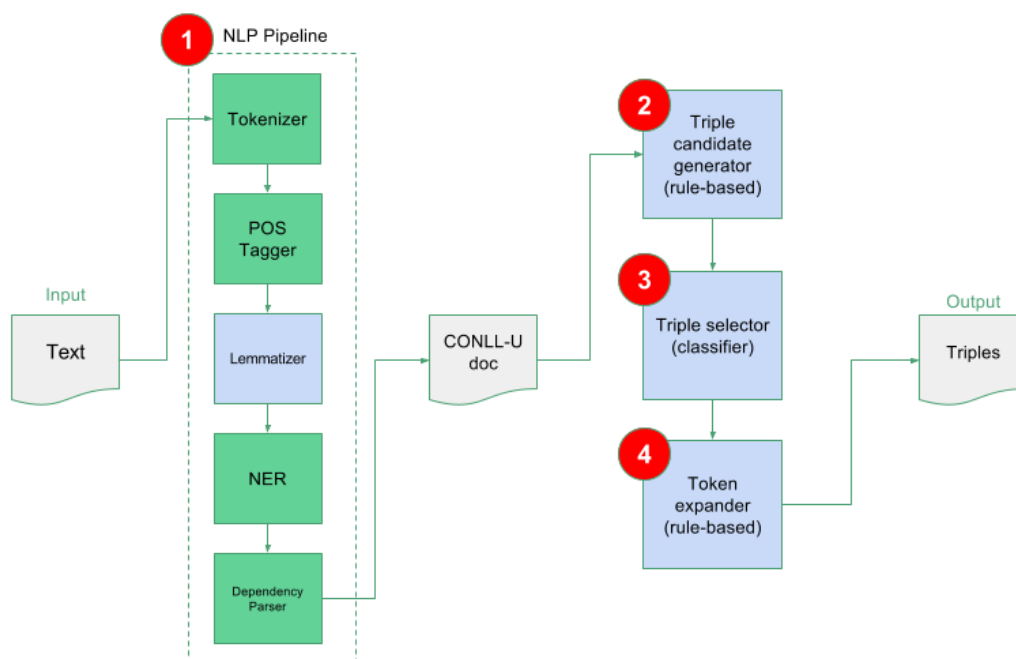 1
NLP Pipeline
Tokenizer
POS
Tagger
Lemmatizer
NER
Dependency
Parser
Input
Text
CONLL-U
doc
2
Triple
candidate
generator
(rule-based)
3
Triple selector
(classifier)
4
Token
expander
(rule-based)
Output
Triples